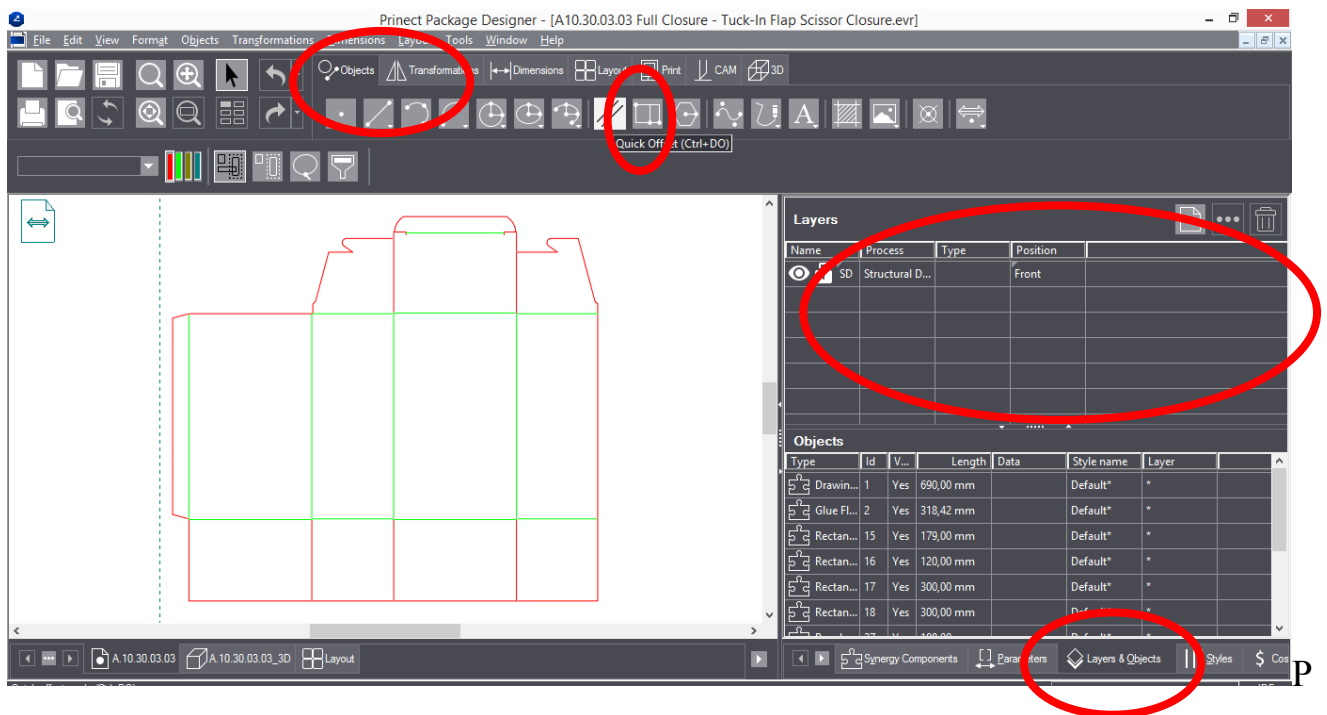 Prinect Package Designer - [A10.30.03.03 Full Closure - Tuck-In Flap Scissor Closure.evr]
File Edit View Format Objects Transformations Dimensions Layout Tools Window Help
Objects Transformations Dimensions Layout Print CAM 3D
A
Quick Offset (Ctrl+DO)
Layers
Name Process Type Position
SD Structural D... Front
Objects
Type Id V... Length Data Style name Layer
Drawin... 1 Yes 690,00 mm Default* *
Glue Fl... 2 Yes 318,42 mm Default* *
Rectan... 15 Yes 179,00 mm Default* *
Rectan... 16 Yes 120,00 mm Default* *
Rectan... 17 Yes 300,00 mm Default* *
Rectan... 18 Yes 300,00 mm Default* *
A.10.30.03.03 A.10.30.03.03_3D Layout
Synergy Components Parameters Layers & Objects Styles $ Cos
P